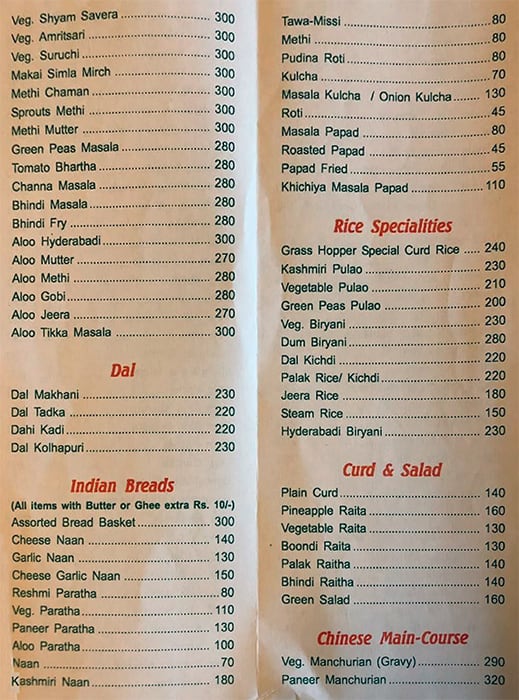 Veg. Shyam Savera ........ 300
Veg. Amritsari ........ 300
Veg. Suruchi ........ 300
Makai Simla Mirch ........ 300
Methi Chaman ........ 300
Sprouts Methi ........ 300
Methi Mutter ........ 300
Green Peas Masala ........ 280
Tomato Bhartha ........ 280
Channa Masala ........ 280
Bhindi Masala ........ 280
Bhindi Fry ........ 280
Aloo Hyderabadi ........ 300
Aloo Mutter ........ 270
Aloo Methi ........ 280
Aloo Gobi ........ 280
Aloo Jeera ........ 270
Aloo Tikka Masala ........ 300
Dal
Dal Makhani ........ 230
Dal Tadka ........ 220
Dahi Kadi ........ 220
Dal Kolhapuri ........ 230
Indian Breads
(All items with Butter or Ghee extra Rs. 10/-)
Assorted Bread Basket ........ 300
Cheese Naan ........ 140
Garlic Naan ........ 130
Cheese Garlic Naan ........ 150
Reshmi Paratha ........ 80
Veg. Paratha ........ 110
Paneer Paratha ........ 130
Aloo Paratha ........ 100
Naan ........ 70
Kashmiri Naan ........ 180
Tawa-Missi ........ 80
Methi ........ 80
Pudina Roti ........ 80
Kulcha ........ 70
Masala Kulcha / Onion Kulcha ........ 130
Roti ........ 45
Masala Papad ........ 80
Roasted Papad ........ 45
Papad Fried ........ 55
Khichiya Masala Papad ........ 110
Rice Specialities
Grass Hopper Special Curd Rice .... 240
Kashmiri Pulao ........ 230
Vegetable Pulao ........ 210
Green Peas Pulao ........ 200
Veg. Biryani ........ 230
Dum Biryani ........ 280
Dal Kichdi ........ 220
Palak Rice/ Kichdi ........ 220
Jeera Rice ........ 180
Steam Rice ........ 150
Hyderabadi Biryani ........ 230
Curd & Salad
Plain Curd ........ 140
Pineapple Raita ........ 160
Vegetable Raita ........ 130
Boondi Raita ........ 130
Palak Raitha ........ 140
Bhindi Raitha ........ 140
Green Salad ........ 160
Chinese Main-Course
Veg. Manchurian (Gravy) ........ 290
Paneer Manchurian ........ 320